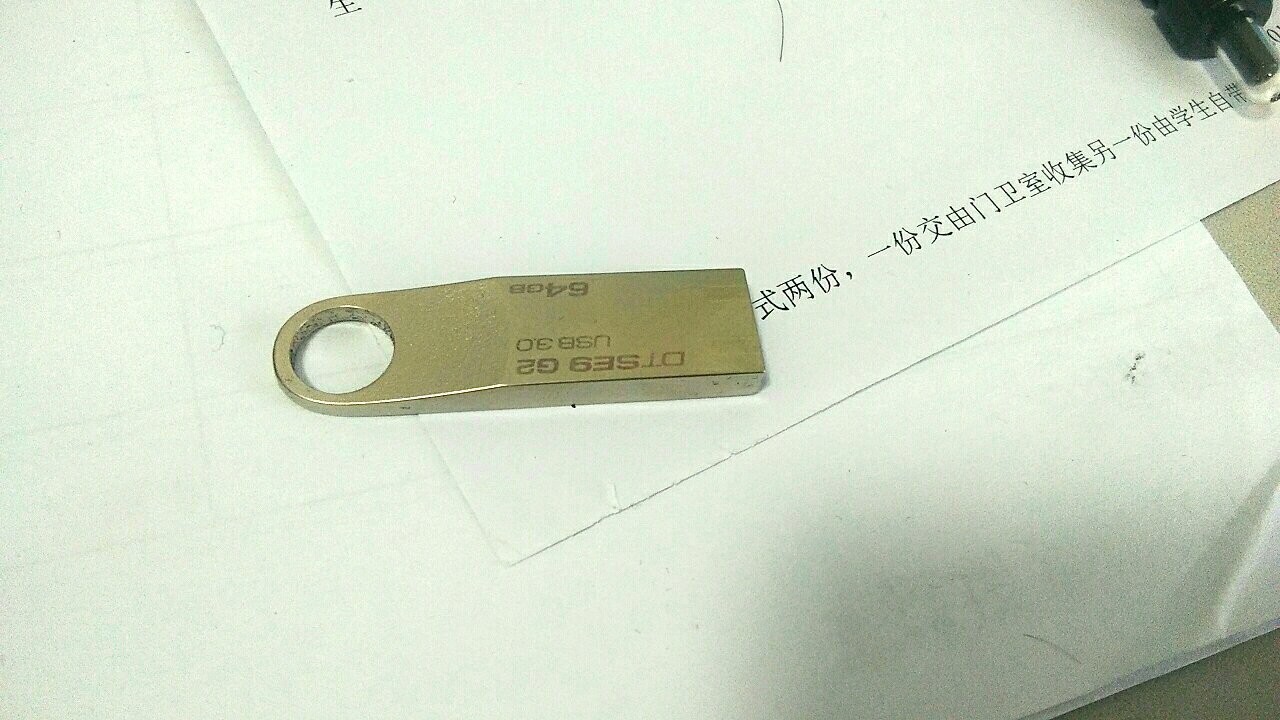 生
式两份，一份交由门卫室收集另一份由学生自带
DTSE9 G2
USB 3.0
64GB